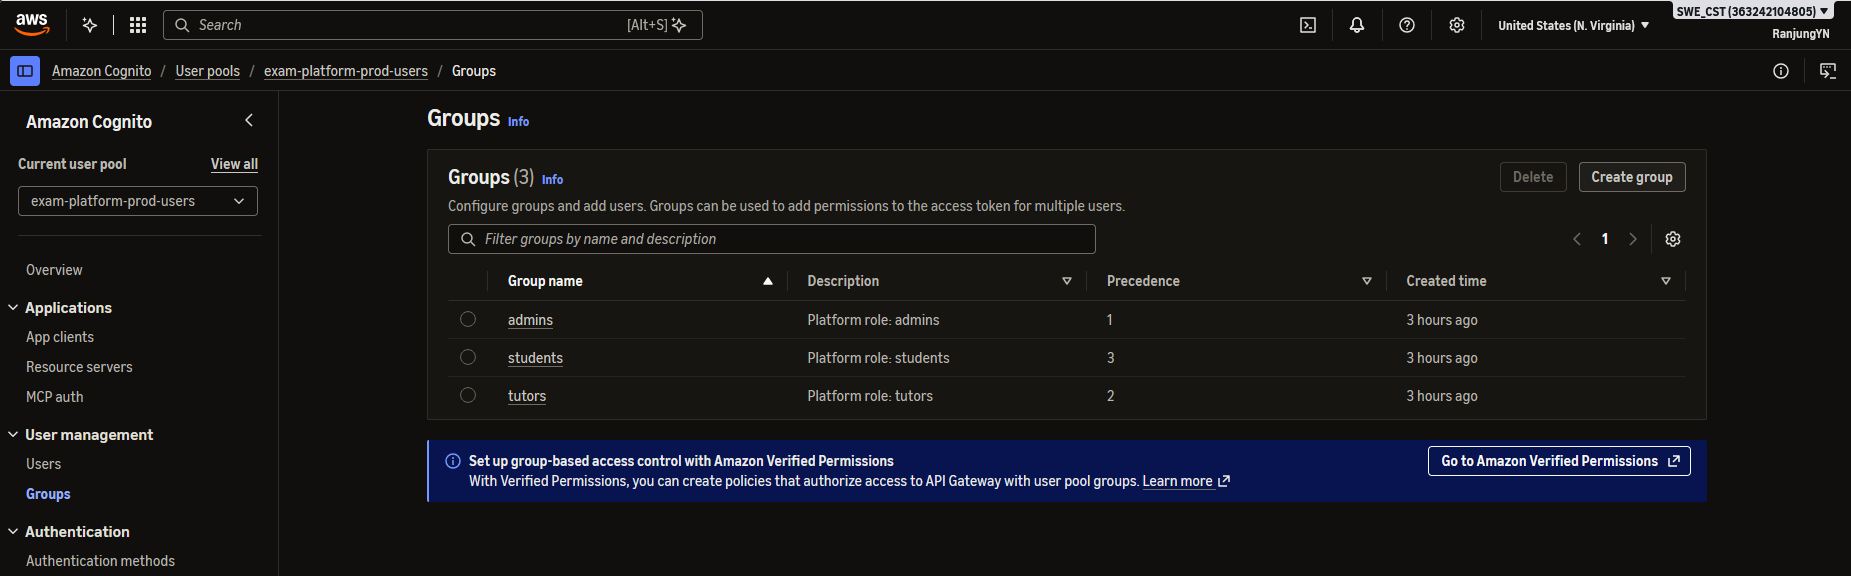 aws
Search
[Alt+S]
United States (N. Virginia)
SWE_CST (363242104805)
RanjungYN
Amazon Cognito / User pools / exam-platform-prod-users / Groups
Amazon Cognito
Current user pool
View all
exam-platform-prod-users
Overview
Applications
App clients
Resource servers
MCP auth
User management
Users
Groups
Authentication
Authentication methods
Groups Info
Groups (3) Info
Delete
Create group
Configure groups and add users. Groups can be used to add permissions to the access token for multiple users.
Filter groups by name and description
1
Group name Description Precedence Created time
admins Platform role: admins 1 3 hours ago
students Platform role: students 3 3 hours ago
tutors Platform role: tutors 2 3 hours ago
Set up group-based access control with Amazon Verified Permissions
With Verified Permissions, you can create policies that authorize access to API Gateway with user pool groups. Learn more
Go to Amazon Verified Permissions